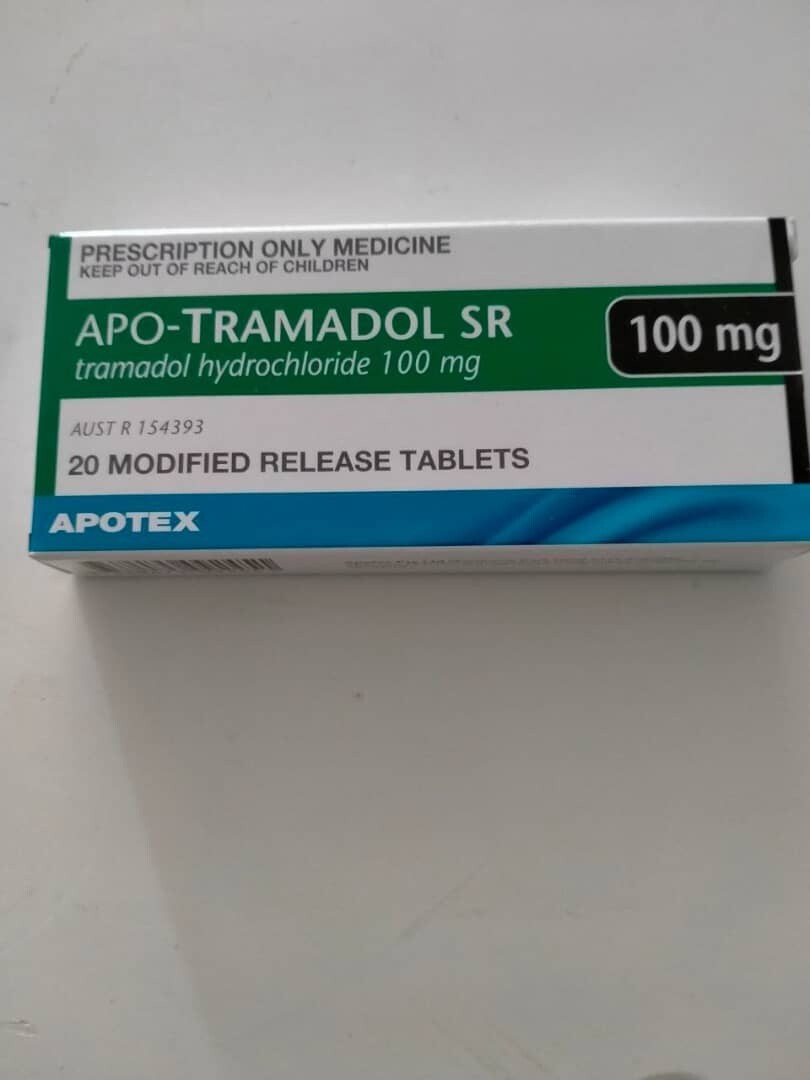 PRESCRIPTION ONLY MEDICINE
KEEP OUT OF REACH OF CHILDREN
APO-TRAMADOL SR
tramadol hydrochloride 100 mg
100 mg
AUST R 154393
20 MODIFIED RELEASE TABLETS
APOTEX